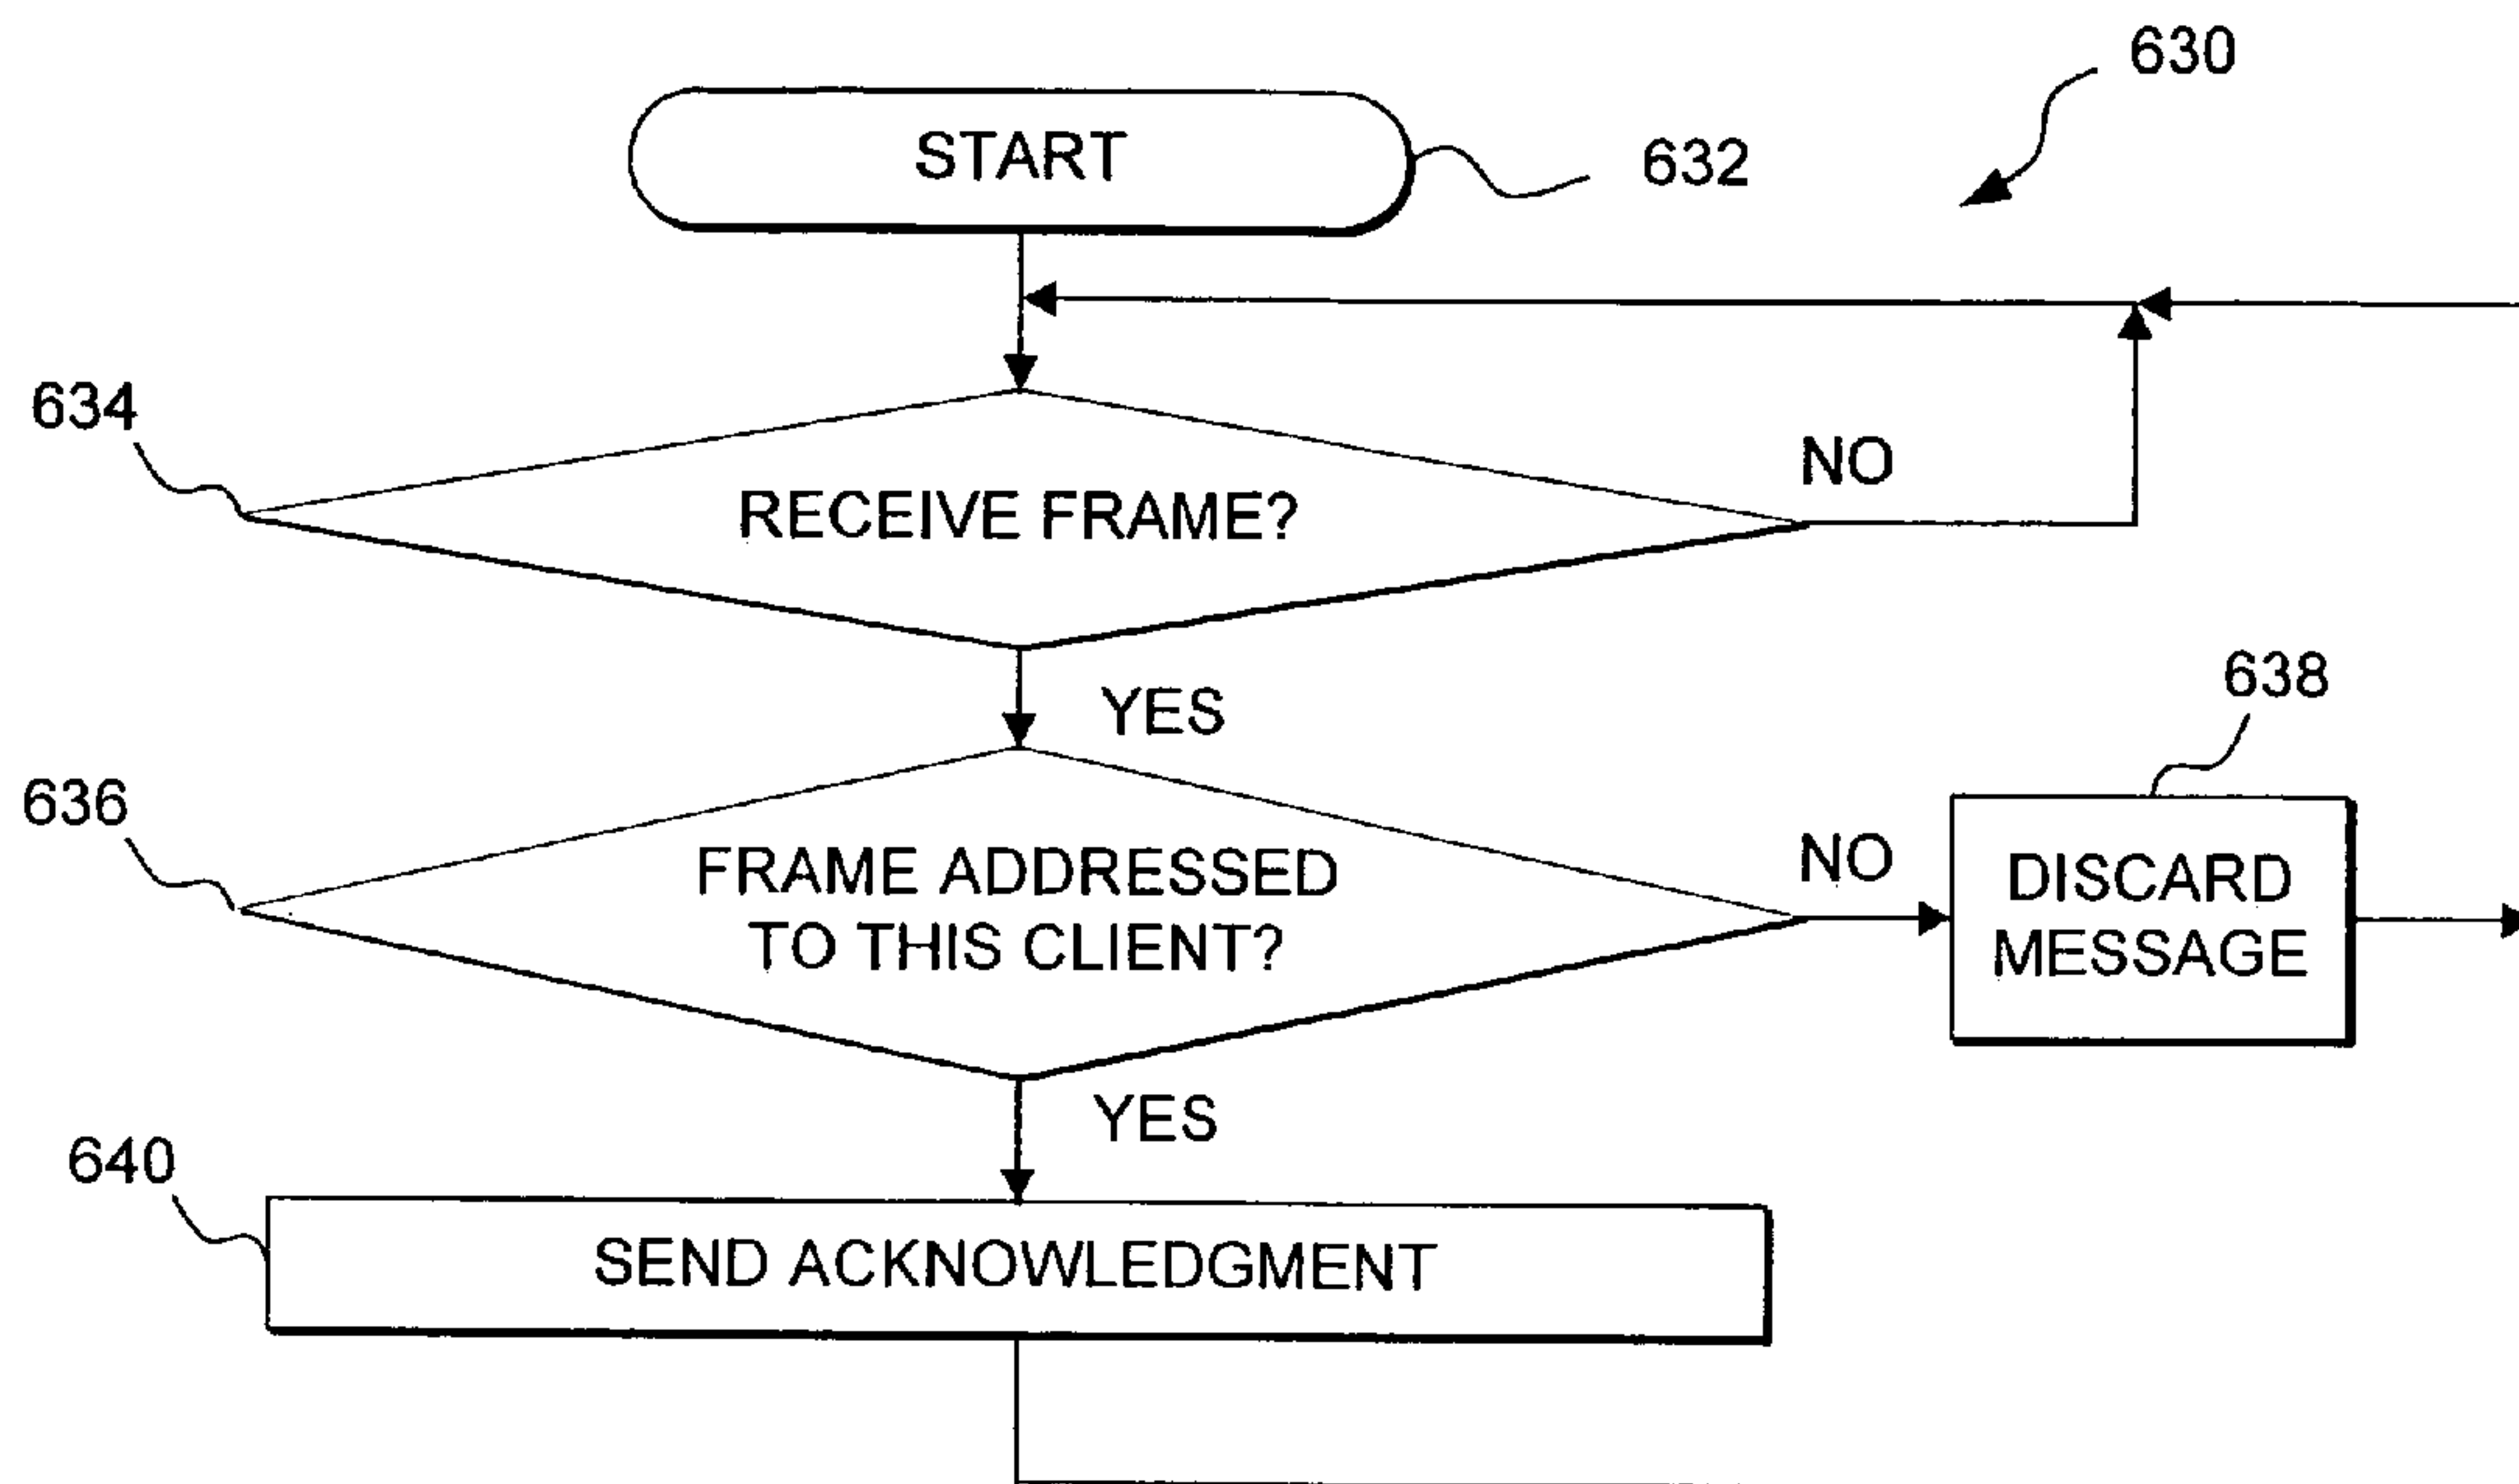 630
START
632
634
RECEIVE FRAME?
NO
YES
638
636
FRAME ADDRESSED
TO THIS CLIENT?
NO
DISCARD
MESSAGE
YES
640
SEND ACKNOWLEDGMENT